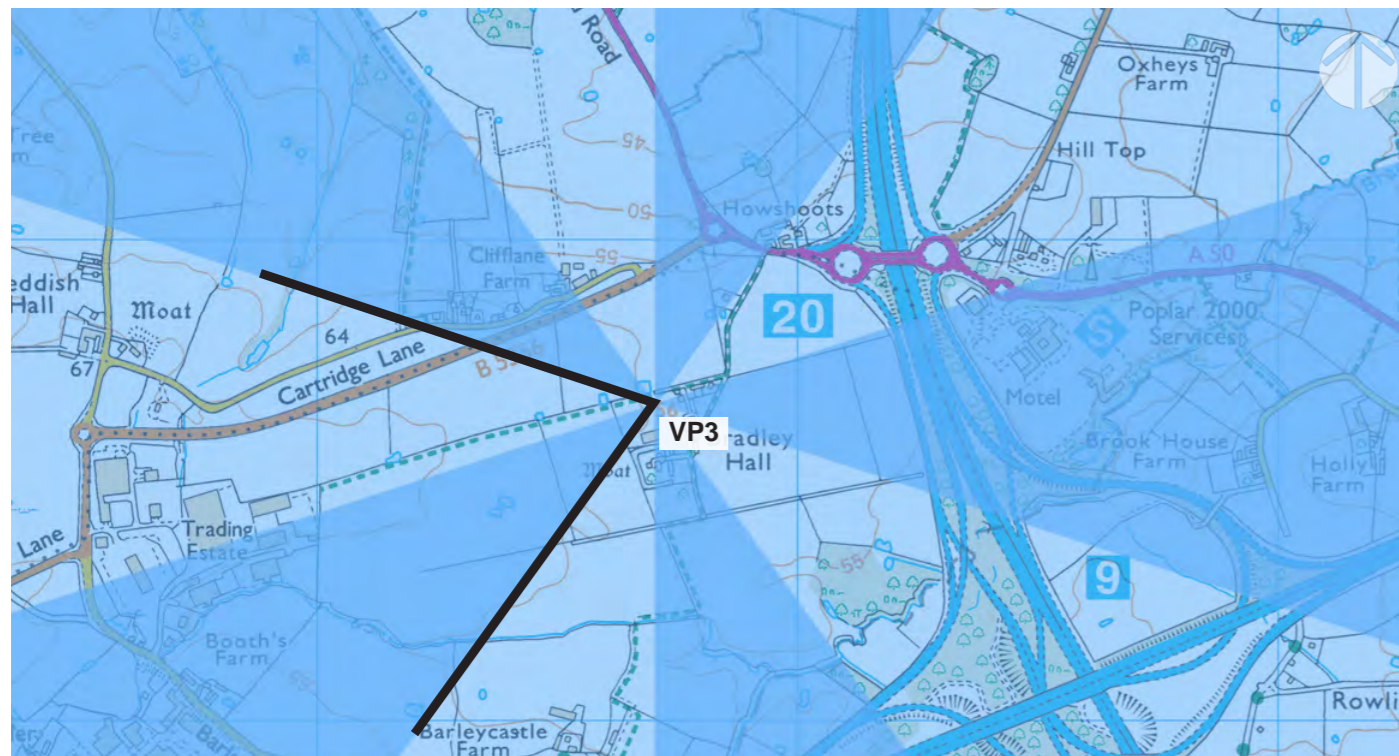 Road
Oxheys
Farm
Tree
45
Hill Top
50
Howshoots
Clifflane
Farm
55
A 50
eddish
Hall
Moat
64
20
Poplar 2000
Services
S
67
Cartridge Lane
B 5356
Motel
VP3
radley
Hall
Brook House
Farm
Moat
Holly
Farm
Trading
Estate
Lane
55
9
Booth's
Farm
Rowli
Barleycastle
Farm